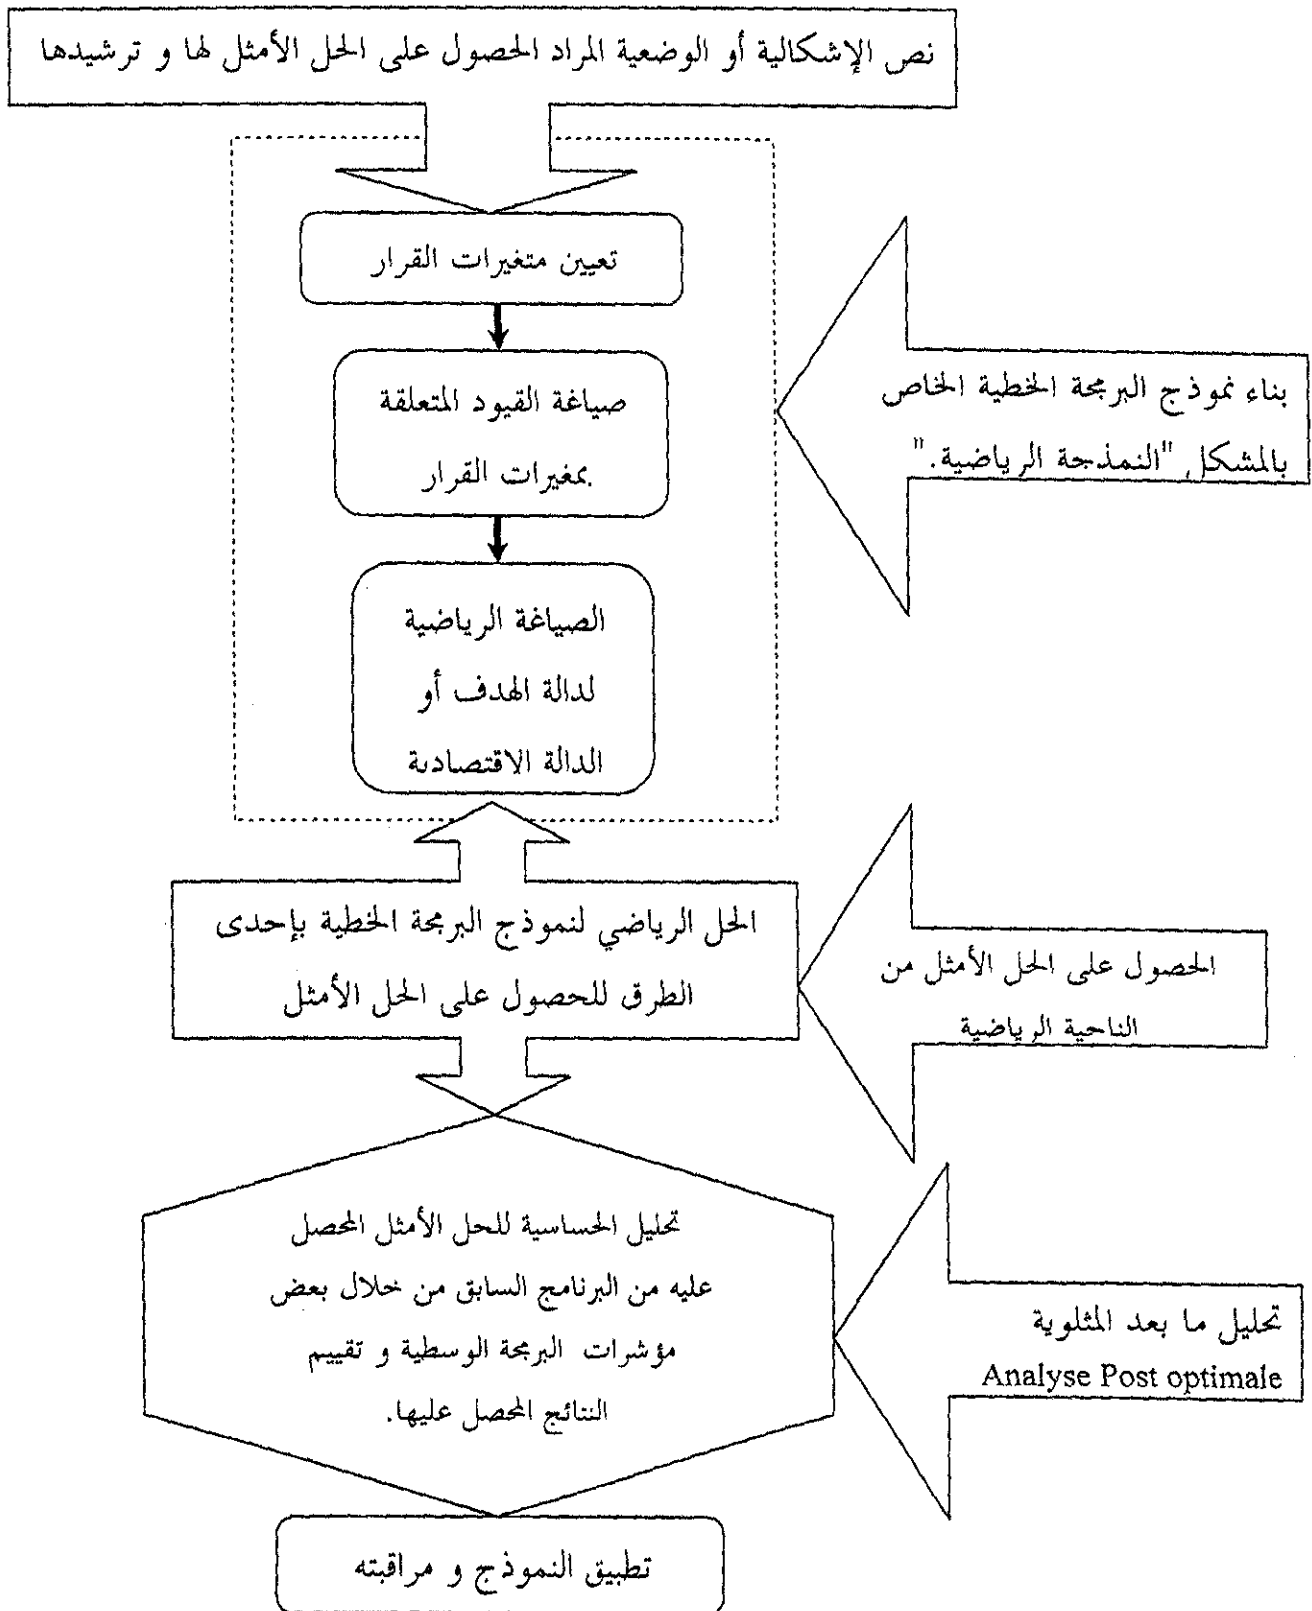 نص الإشكالية أو الوضعية المراد الحصول على الحل الأمثل لها و ترشيدها
تعيين متغيرات القرار
صياغة القيود المتعلقة
بمغيرات القرار
الصياغة الرياضية
لدالة الهدف أو
الدالة الاقتصادية
بناء نموذج البرمجة الخطية الخاص
بالمشكل "النمذجة الرياضية."
الحل الرياضي لنموذج البرمجة الخطية بإحدى
الطرق للحصول على الحل الأمثل
الحصول على الحل الأمثل من
الناحية الرياضية
تحليل الحساسية للحل الأمثل المحصل
عليه من البرنامج السابق من خلال بعض
مؤشرات البرمجة الوسطية و تقييم
النتائج المحصل عليها.
تحليل ما بعد المثلوية
Analyse Post optimale
تطبيق النموذج و مراقبته